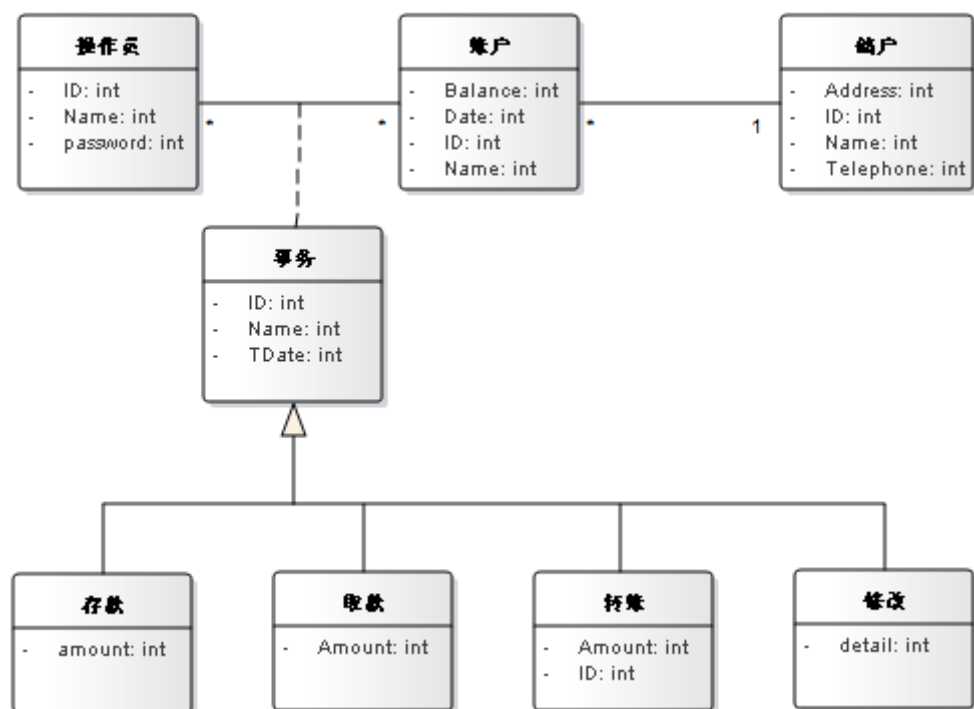 操作员
- ID: int
- Name: int
- password: int
账户
- Balance: int
- Date: int
- ID: int
- Name: int
储户
- Address: int
- ID: int
- Name: int
- Telephone: int
*
*
*
1
事务
- ID: int
- Name: int
- TDate: int
存款
- amount: int
取款
- Amount: int
转账
- Amount: int
- ID: int
修改
- detail: int